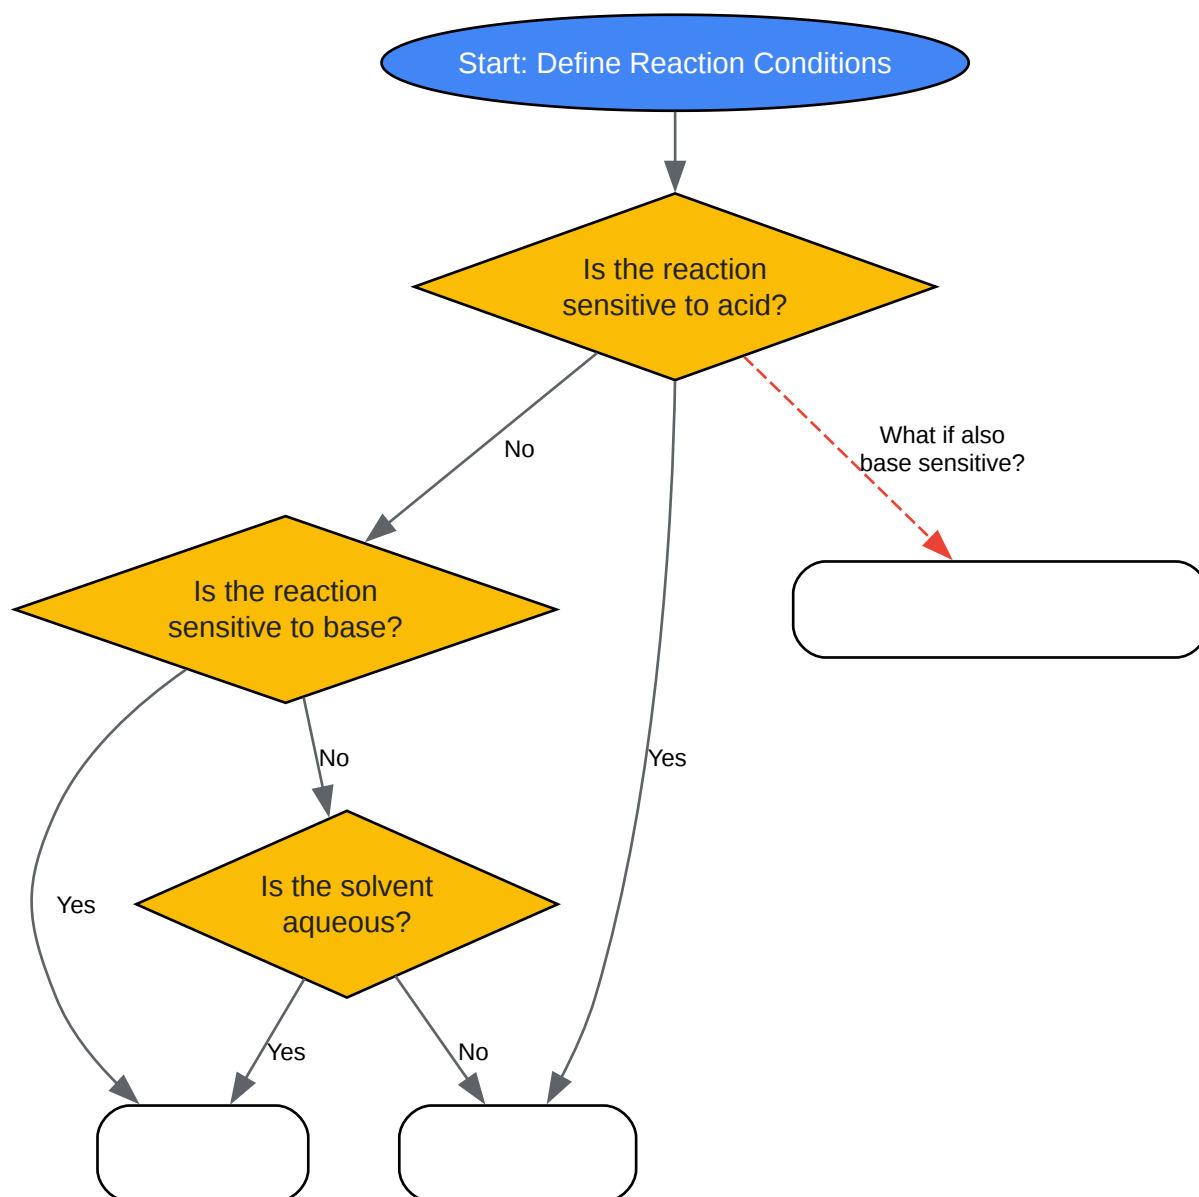 Start: Define Reaction Conditions
Is the reaction
sensitive to acid?
What if also
base sensitive?
No
Is the reaction
sensitive to base?
No
Yes
Is the solvent
aqueous?
Yes
Yes
No